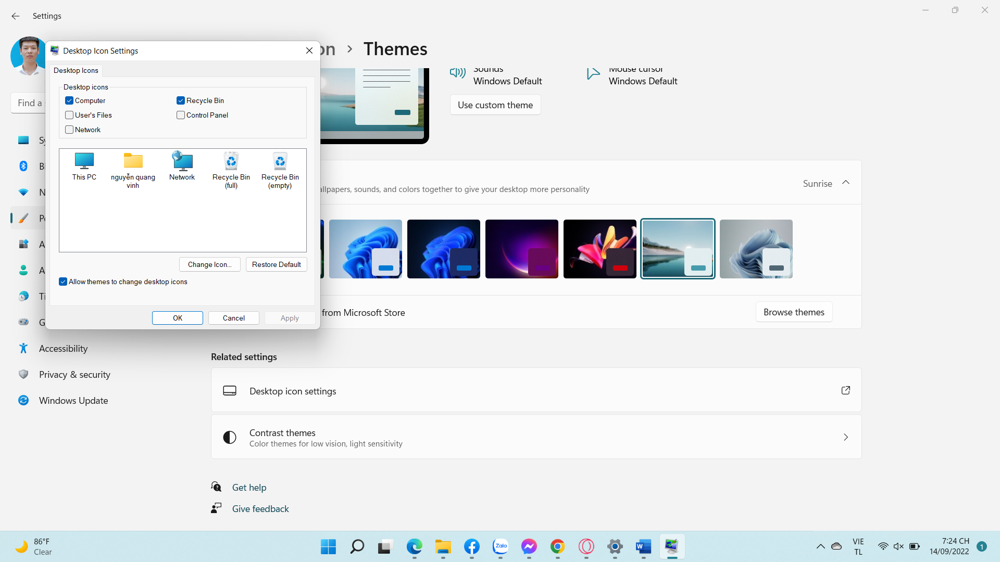 Settings
Desktop Icon Settings
Desktop Icons
Desktop icons
Computer
Recycle Bin
User's Files
Control Panel
Network
This PC
nguyễn quang
vinh
Network
Recycle Bin
(full)
Recycle Bin
(empty)
Change Icon...
Restore Default
Allow themes to change desktop icons
OK
Cancel
Apply
Find a
Accessibility
Privacy & security
Windows Update
on > Themes
Sounds
Windows Default
Mouse cursor
Windows Default
Use custom theme
allpapers, sounds, and colors together to give your desktop more personality
Sunrise
from Microsoft Store
Browse themes
Related settings
Desktop icon settings
Contrast themes
Color themes for low vision, light sensitivity
Get help
Give feedback
86°F
Clear
Zalo
W
VIE
TL
7:24 CH
14/09/2022
1